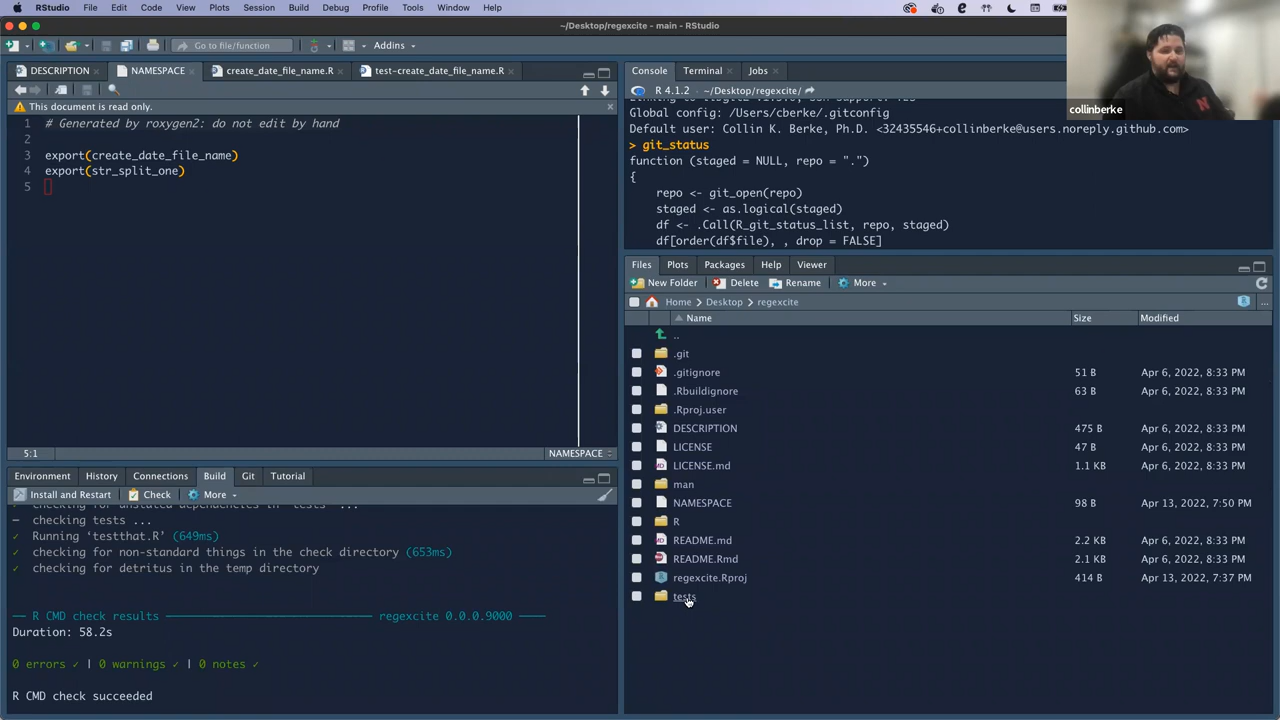 RStudio File Edit Code View Plots Session Build Debug Profile Tools Window Help
~/Desktop/regexcite - main - RStudio
Go to file/function Addins
DESCRIPTION NAMESPACE create_date_file_name.R test-create_date_file_name.R
This document is read only.
1 # Generated by roxygen2: do not edit by hand
2
3 export(create_date_file_name)
4 export(str_split_one)
5
5:1 NAMESPACE
Environment History Connections Build Git Tutorial
Install and Restart Check More
— checking tests ...
✓ Running ‘testthat.R’ (649ms)
✓ checking for non-standard things in the check directory (653ms)
✓ checking for detritus in the temp directory
── R CMD check results ── regexcite 0.0.0.9000 ──
Duration: 58.2s
0 errors ✓ | 0 warnings ✓ | 0 notes ✓
R CMD check succeeded
Console Terminal Jobs
R 4.1.2 · ~/Desktop/regexcite/
Global config: /Users/cberke/.gitconfig
Default user: Collin K. Berke, Ph.D. <32435546+collinberke@users.noreply.github.com>
> git_status
function (staged = NULL, repo = ".")
{
repo <- git_open(repo)
staged <- as.logical(staged)
df <- .Call(R_git_status_list, repo, staged)
df[order(df$file), , drop = FALSE]
Files Plots Packages Help Viewer
New Folder Delete Rename More
Home Desktop regexcite ...
Name Size Modified
..
.git
.gitignore 51 B Apr 6, 2022, 8:33 PM
.Rbuildignore 63 B Apr 6, 2022, 8:33 PM
.Rproj.user
DESCRIPTION 475 B Apr 6, 2022, 8:33 PM
LICENSE 47 B Apr 6, 2022, 8:33 PM
LICENSE.md 1.1 KB Apr 6, 2022, 8:33 PM
man
NAMESPACE 98 B Apr 13, 2022, 7:50 PM
R
README.md 2.2 KB Apr 6, 2022, 8:33 PM
README.Rmd 2.1 KB Apr 6, 2022, 8:33 PM
regexcite.Rproj 414 B Apr 13, 2022, 7:37 PM
tests
collinberke